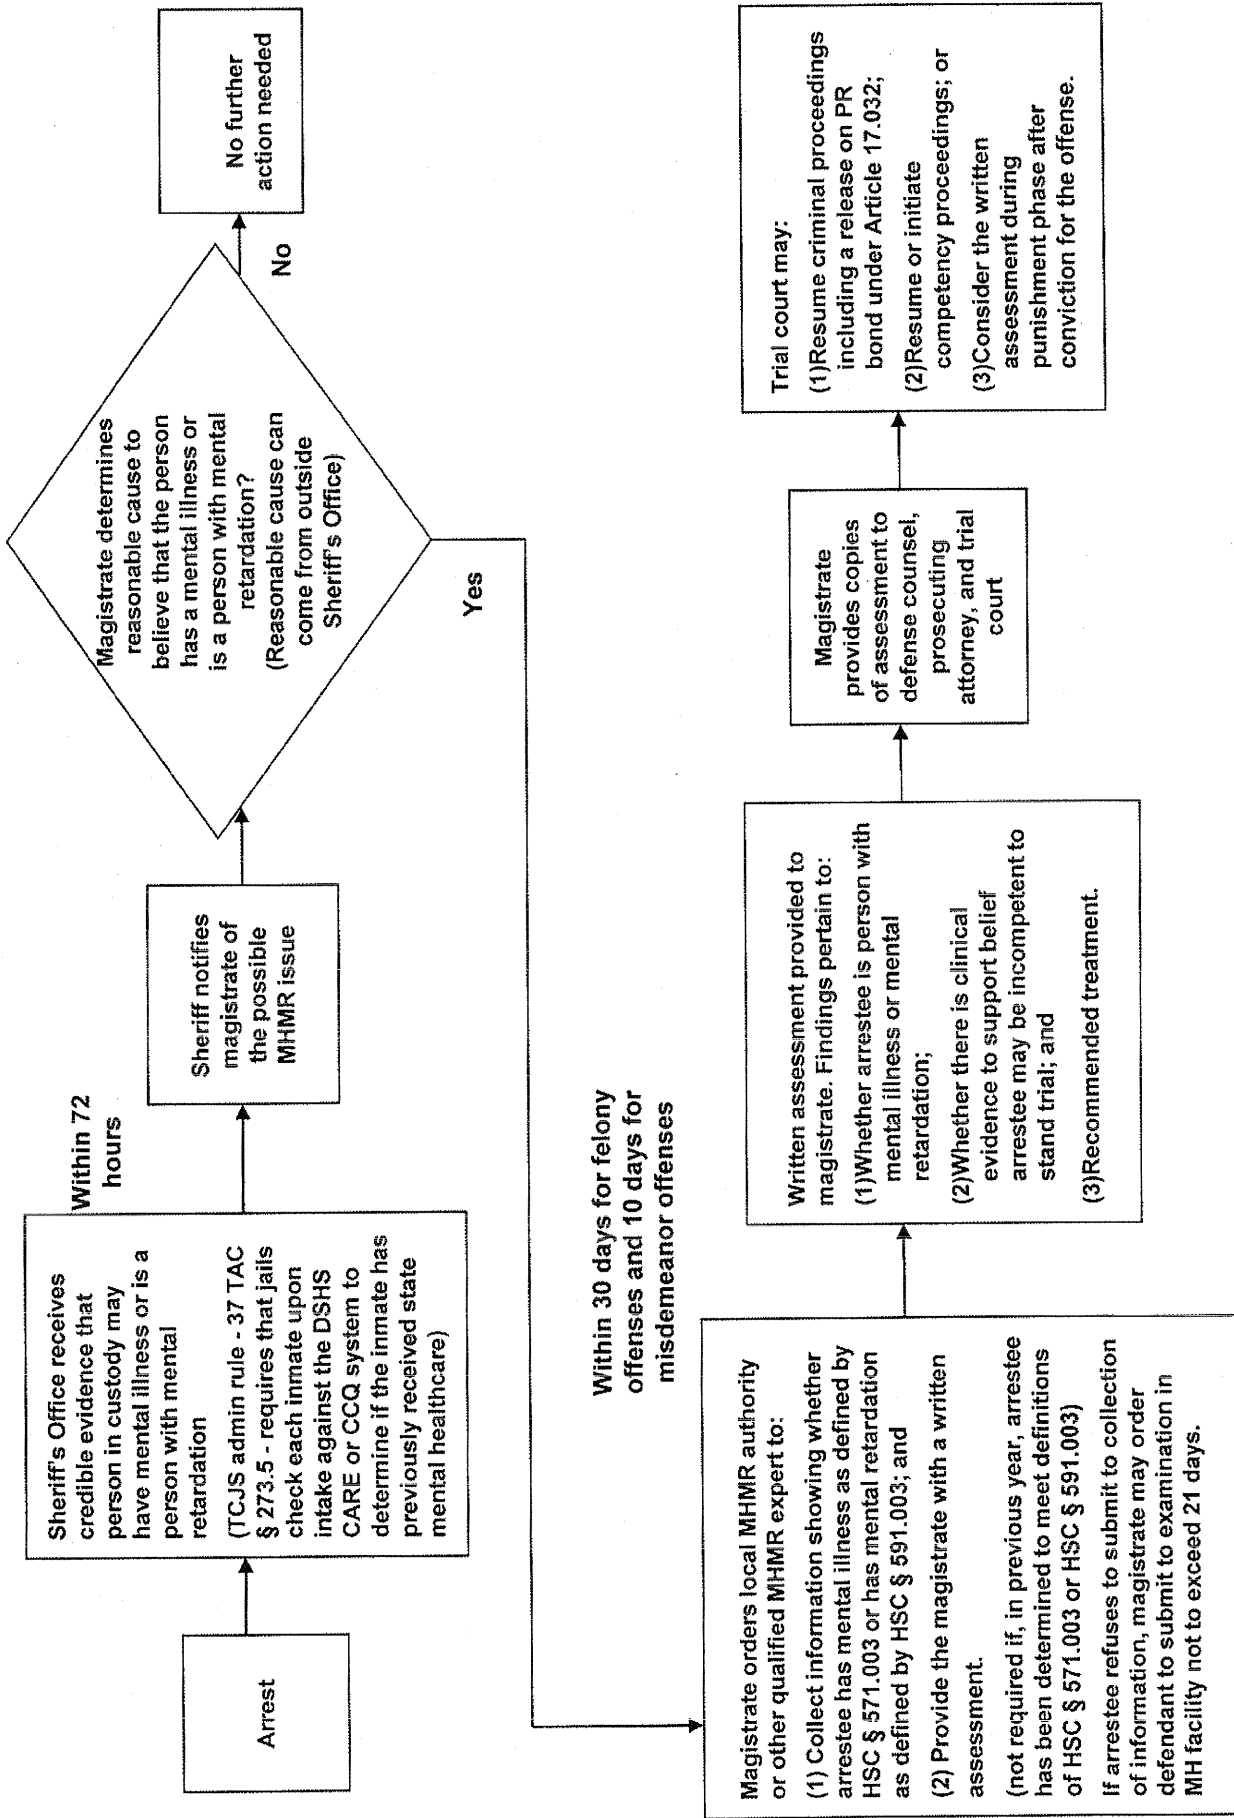 Arrest
Sheriff's Office receives
credible evidence that
person in custody may
have mental illness or is a
person with mental
retardation
(TCJS admin rule - 37 TAC
§ 273.5 - requires that jails
check each inmate upon
intake against the DSHS
CARE or CCQ system to
determine if the inmate has
previously received state
mental healthcare)
Within 72
hours
Sheriff notifies
magistrate of
the possible
MHMR issue
Magistrate determines
reasonable cause to
believe that the person
has a mental illness or
is a person with mental
retardation?
(Reasonable cause can
come from outside
Sheriff's Office)
No
No further
action needed
Yes
Magistrate orders local MHMR authority
or other qualified MHMR expert to:
(1) Collect information showing whether
arrestee has mental illness as defined by
HSC § 571.003 or has mental retardation
as defined by HSC § 591.003; and
(2) Provide the magistrate with a written
assessment.
(not required if, in previous year, arrestee
has been determined to meet definitions
of HSC § 571.003 or HSC § 591.003)
If arrestee refuses to submit to collection
of information, magistrate may order
defendant to submit to examination in
MH facility not to exceed 21 days.
Within 30 days for felony
offenses and 10 days for
misdemeanor offenses
Written assessment provided to
magistrate. Findings pertain to:
(1)Whether arrestee is person with
mental illness or mental
retardation;
(2)Whether there is clinical
evidence to support belief
arrestee may be incompetent to
stand trial; and
(3)Recommended treatment.
Magistrate
provides copies
of assessment to
defense counsel,
prosecuting
attorney, and trial
court
Trial court may:
(1)Resume criminal proceedings
including a release on PR
bond under Article 17.032;
(2)Resume or initiate
competency proceedings; or
(3)Consider the written
assessment during
punishment phase after
conviction for the offense.